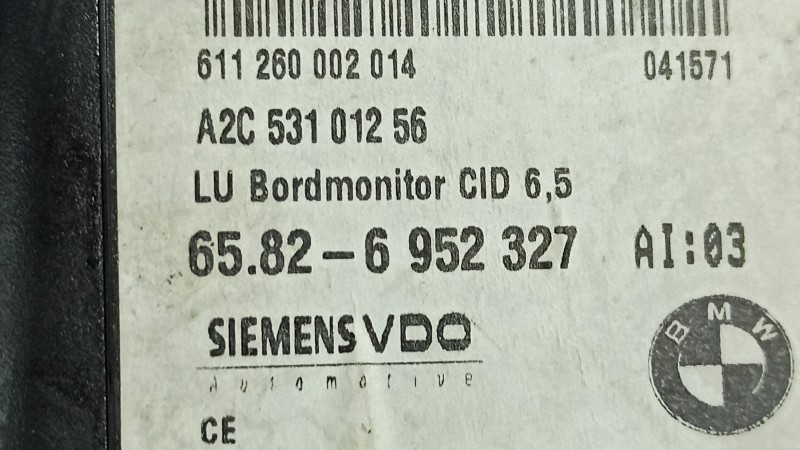 611 260 002 014 041571
A2C 531 012 56
LU Bordmonitor CID 6,5
65.82-6 952 327 AI:03
BMW
SIEMENS VDO
Automotive
CE